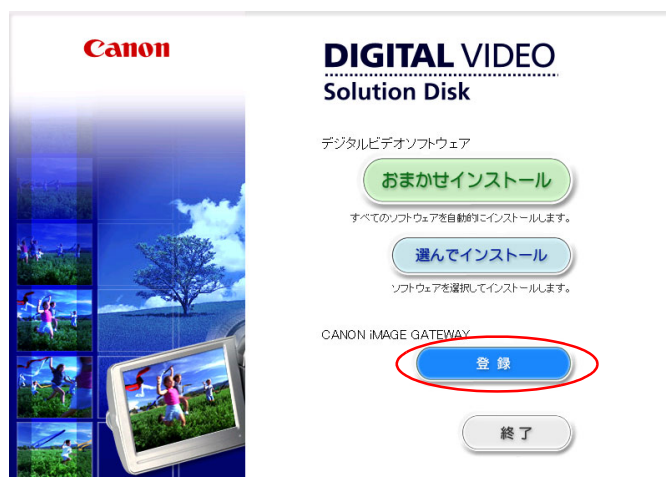 Canon
DIGITAL VIDEO
Solution Disk
デジタルビデオソフトウェア
おまかせインストール
すべてのソフトウェアを自動的にインストールします。
選んでインストール
ソフトウェアを選択してインストールします。
CANON iMAGE GATEWAY
登録
終了